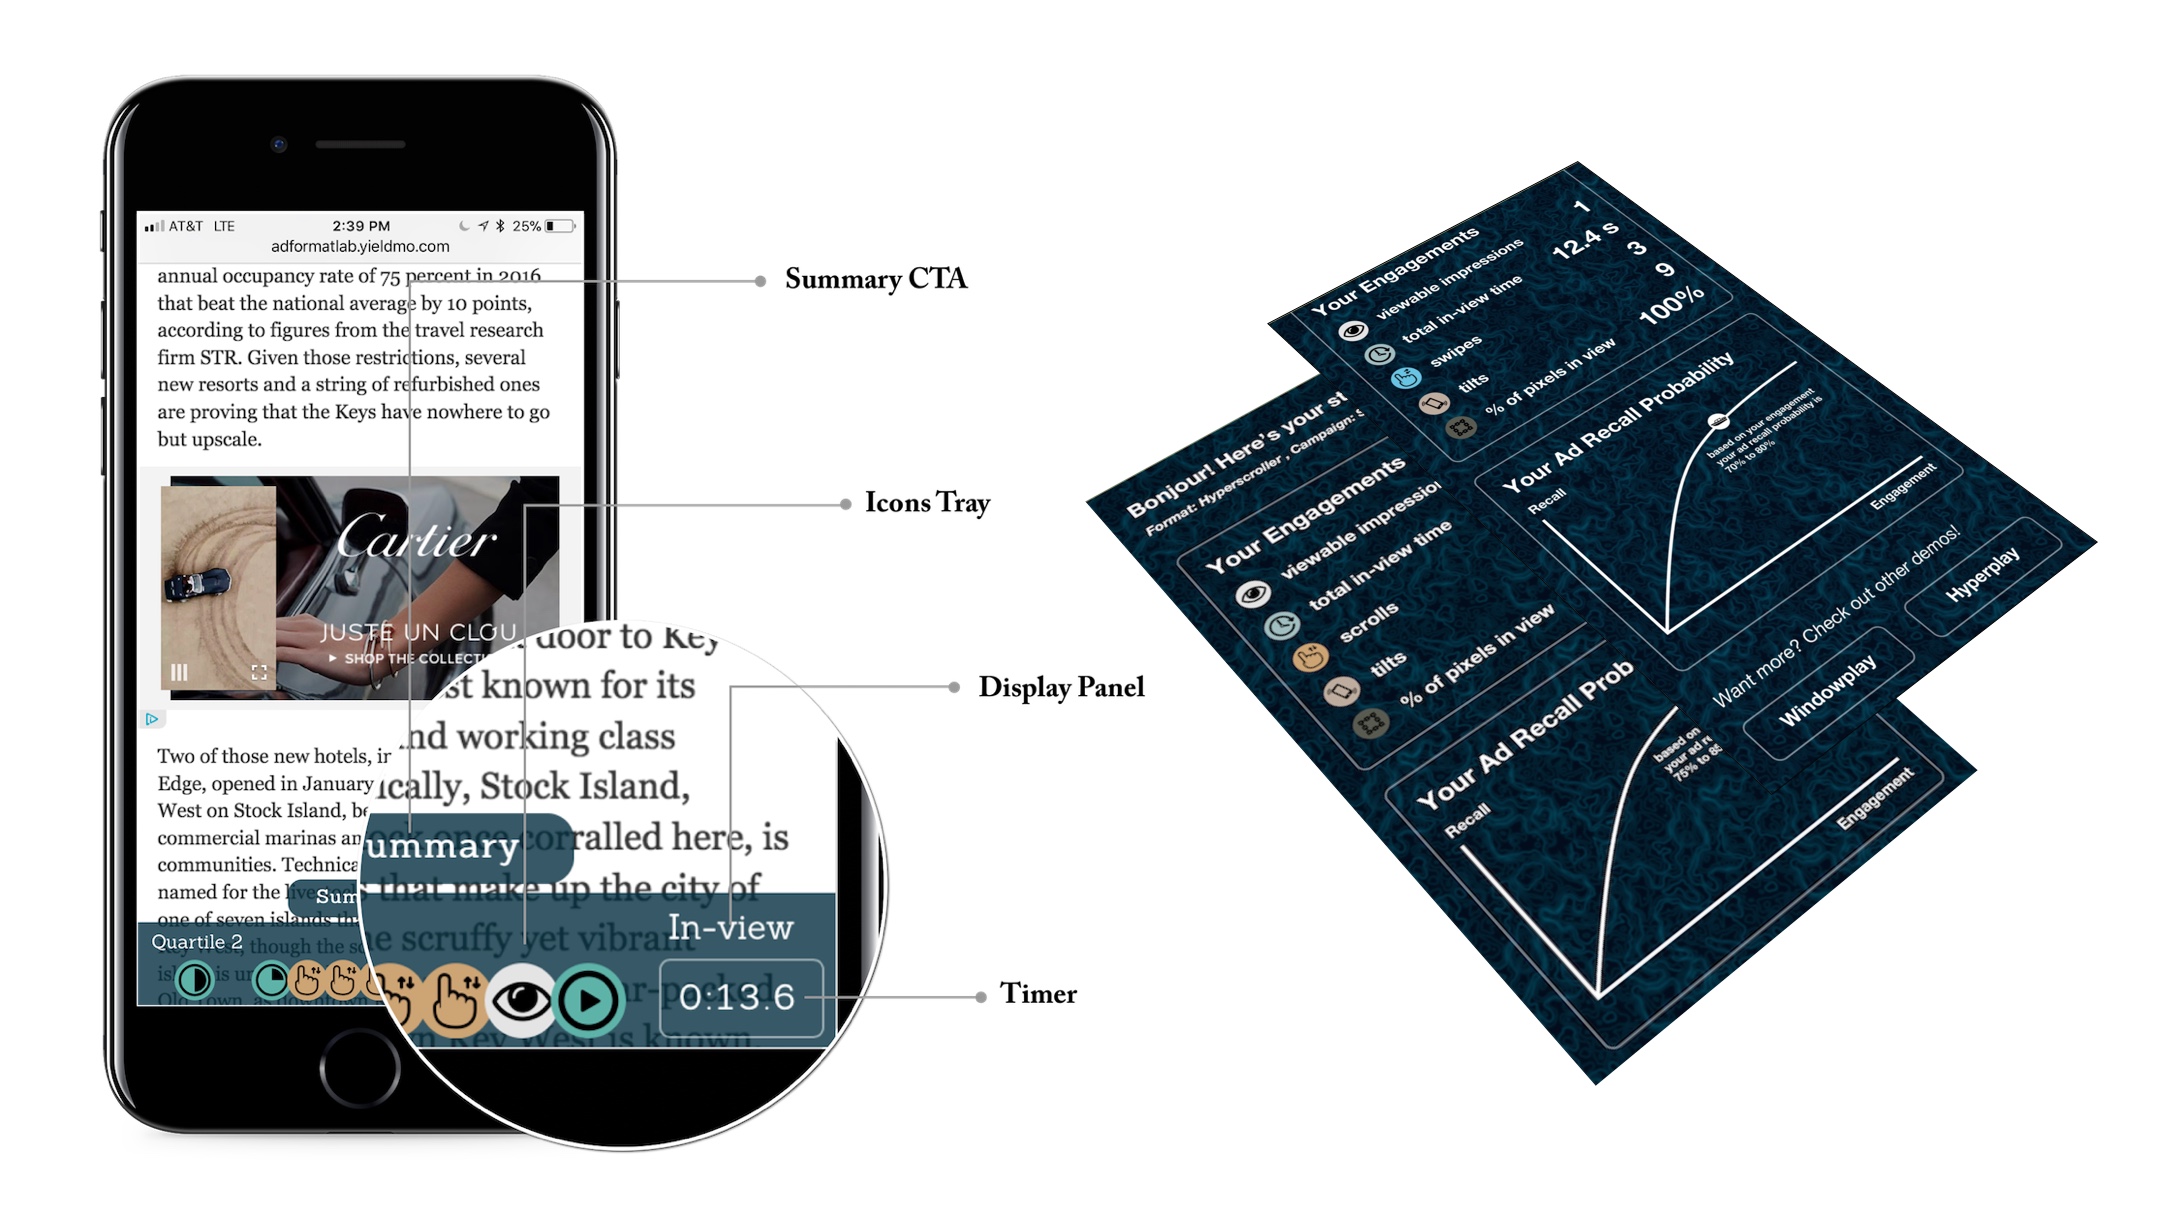 AT&T LTE 2:39 PM 25%
adformatlab.yieldmo.com
annual occupancy rate of 75 percent in 2016
that beat the national average by 10 points,
according to figures from the travel research
firm STR. Given those restrictions, several
new resorts and a string of refurbished ones
are proving that the Keys have nowhere to go
but upscale.
Cartier
JUSTE UN CLOU
SHOP THE COLLECTI
Two of those new hotels, in
Edge, opened in January
West on Stock Island, be
commercial marinas an
communities. Technica
named for the livestock
one of seven islands tha
Key West, though the sc
Sum
Quartile 2
door to Key
st known for its
nd working class
ically, Stock Island,
ock once corralled here, is
ummary
s that make up the city of
e scruffy yet vibrant
In-view
0:13.6
n Key West is known
Summary CTA
Icons Tray
Display Panel
Timer
Your Engagements
viewable impressions 1
total in-view time 12.4 s
swipes 3
tilts 9
% of pixels in view 100%
Your Ad Recall Probability
Recall
based on your engagement
your ad recall probability is
70% to 80%
Engagement
Want more? Check out other demos!
Windowplay
Hyperplay
Bonjour! Here's your st
Format: Hyperscroller , Campaign: S
Your Engagements
viewable impressio
total in-view time
scrolls
tilts
% of pixels in view
Your Ad Recall Prob
Recall
based on
your ad re
75% to 85
Engagement